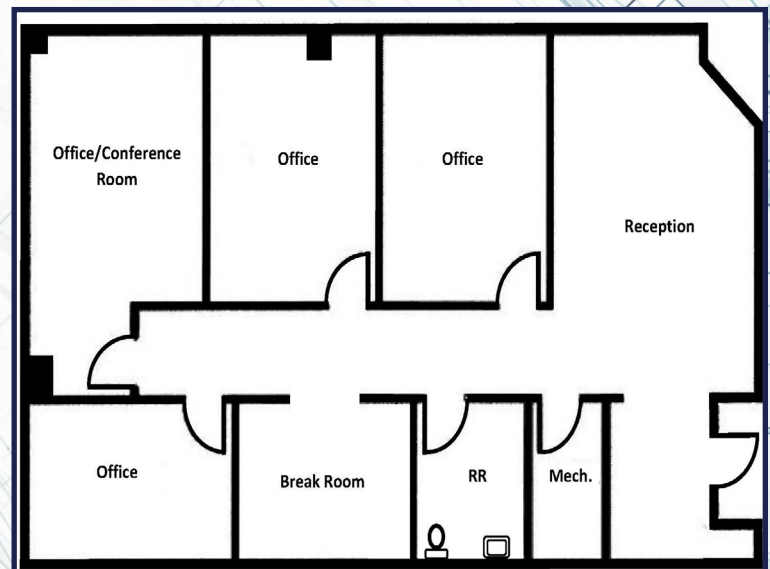 Office/Conference
Room
Office
Office
Reception
Office
Break Room
RR
Mech.